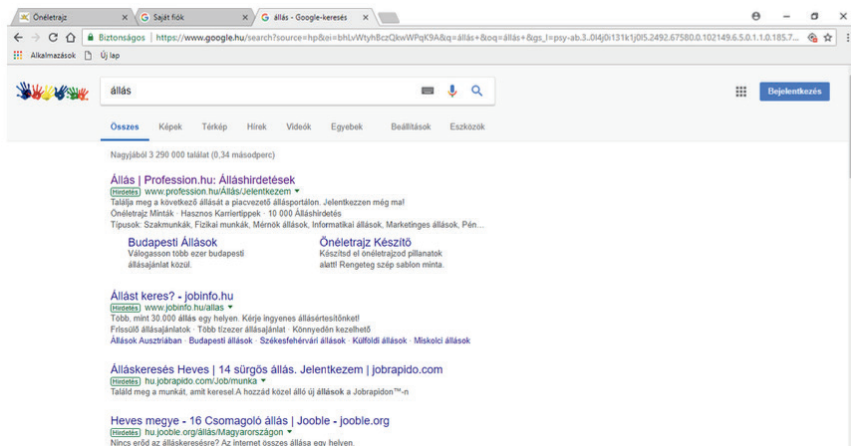 Önéletrajz
Saját fiók
állás - Google-keresés
Biztonságos
https://www.google.hu/search?source=hp&ei=bhLvWtyhBczQkwWPqK9A&q=állás+&oq=állás+&gs_l=psy-ab.3..0l4j0i131k1j0l5.2492.67580.0.102149.6.5.0.1.1.0.185.7...
Alkalmazások
Új lap
állás
Bejelentkezés
Összes Képek Térkép Hírek Videók Egyebek Beállítások Eszközök
Nagyjából 3 290 000 találat (0,34 másodperc)
Állás | Profession.hu: Álláshirdetések
Hirdetés www.profession.hu/Állás/Jelentkezem
Találja meg a következő állását a piacvezető állásportálon. Jelentkezzen még ma!
Önéletrajz Minták · Hasznos Karriertippek · 10 000 Álláshirdetés
Típusok: Szakmunkák, Fizikai munkák, Mérnök állások, Informatikai állások, Marketinges állások, Pén...
Budapesti Állások
Válogasson több ezer budapesti
állásajánlat közül.
Önéletrajz Készítő
Készítsd el önéletrajzod pillanatok
alatt! Rengeteg szép sablon minta.
Állást keres? - jobinfo.hu
Hirdetés www.jobinfo.hu/allas
Több, mint 30.000 állás egy helyen. Kérje ingyenes állásértesítőnket!
Frissülő állásajánlatok · Több tízezer állásajánlat · Könnyedén kezelhető
Állások Ausztriában · Budapesti állások · Székesfehérvári állások · Külföldi állások · Miskolci állások
Álláskeresés Heves | 14 sürgős állás. Jelentkezem | jobrapido.com
Hirdetés hu.jobrapido.com/Job/munka
Találd meg a munkát, amit keresel.A hozzád közel álló új állások a Jobrapidon™-n
Heves megye - 16 Csomagoló állás | Jooble - jooble.org
Hirdetés hu.jooble.org/állás/Magyarországon
Nincs erőd az álláskeresésre? Az internet összes állása egy helyen.